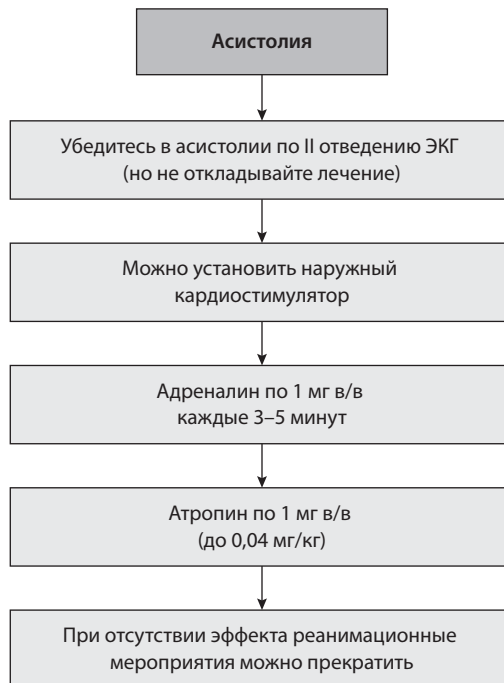 Асистолия
Убедитесь в асистолии по II отведению ЭКГ
(но не откладывайте лечение)
Можно установить наружный
кардиостимулятор
Адреналин по 1 мг в/в
каждые 3–5 минут
Атропин по 1 мг в/в
(до 0,04 мг/кг)
При отсутствии эффекта реанимационные
мероприятия можно прекратить